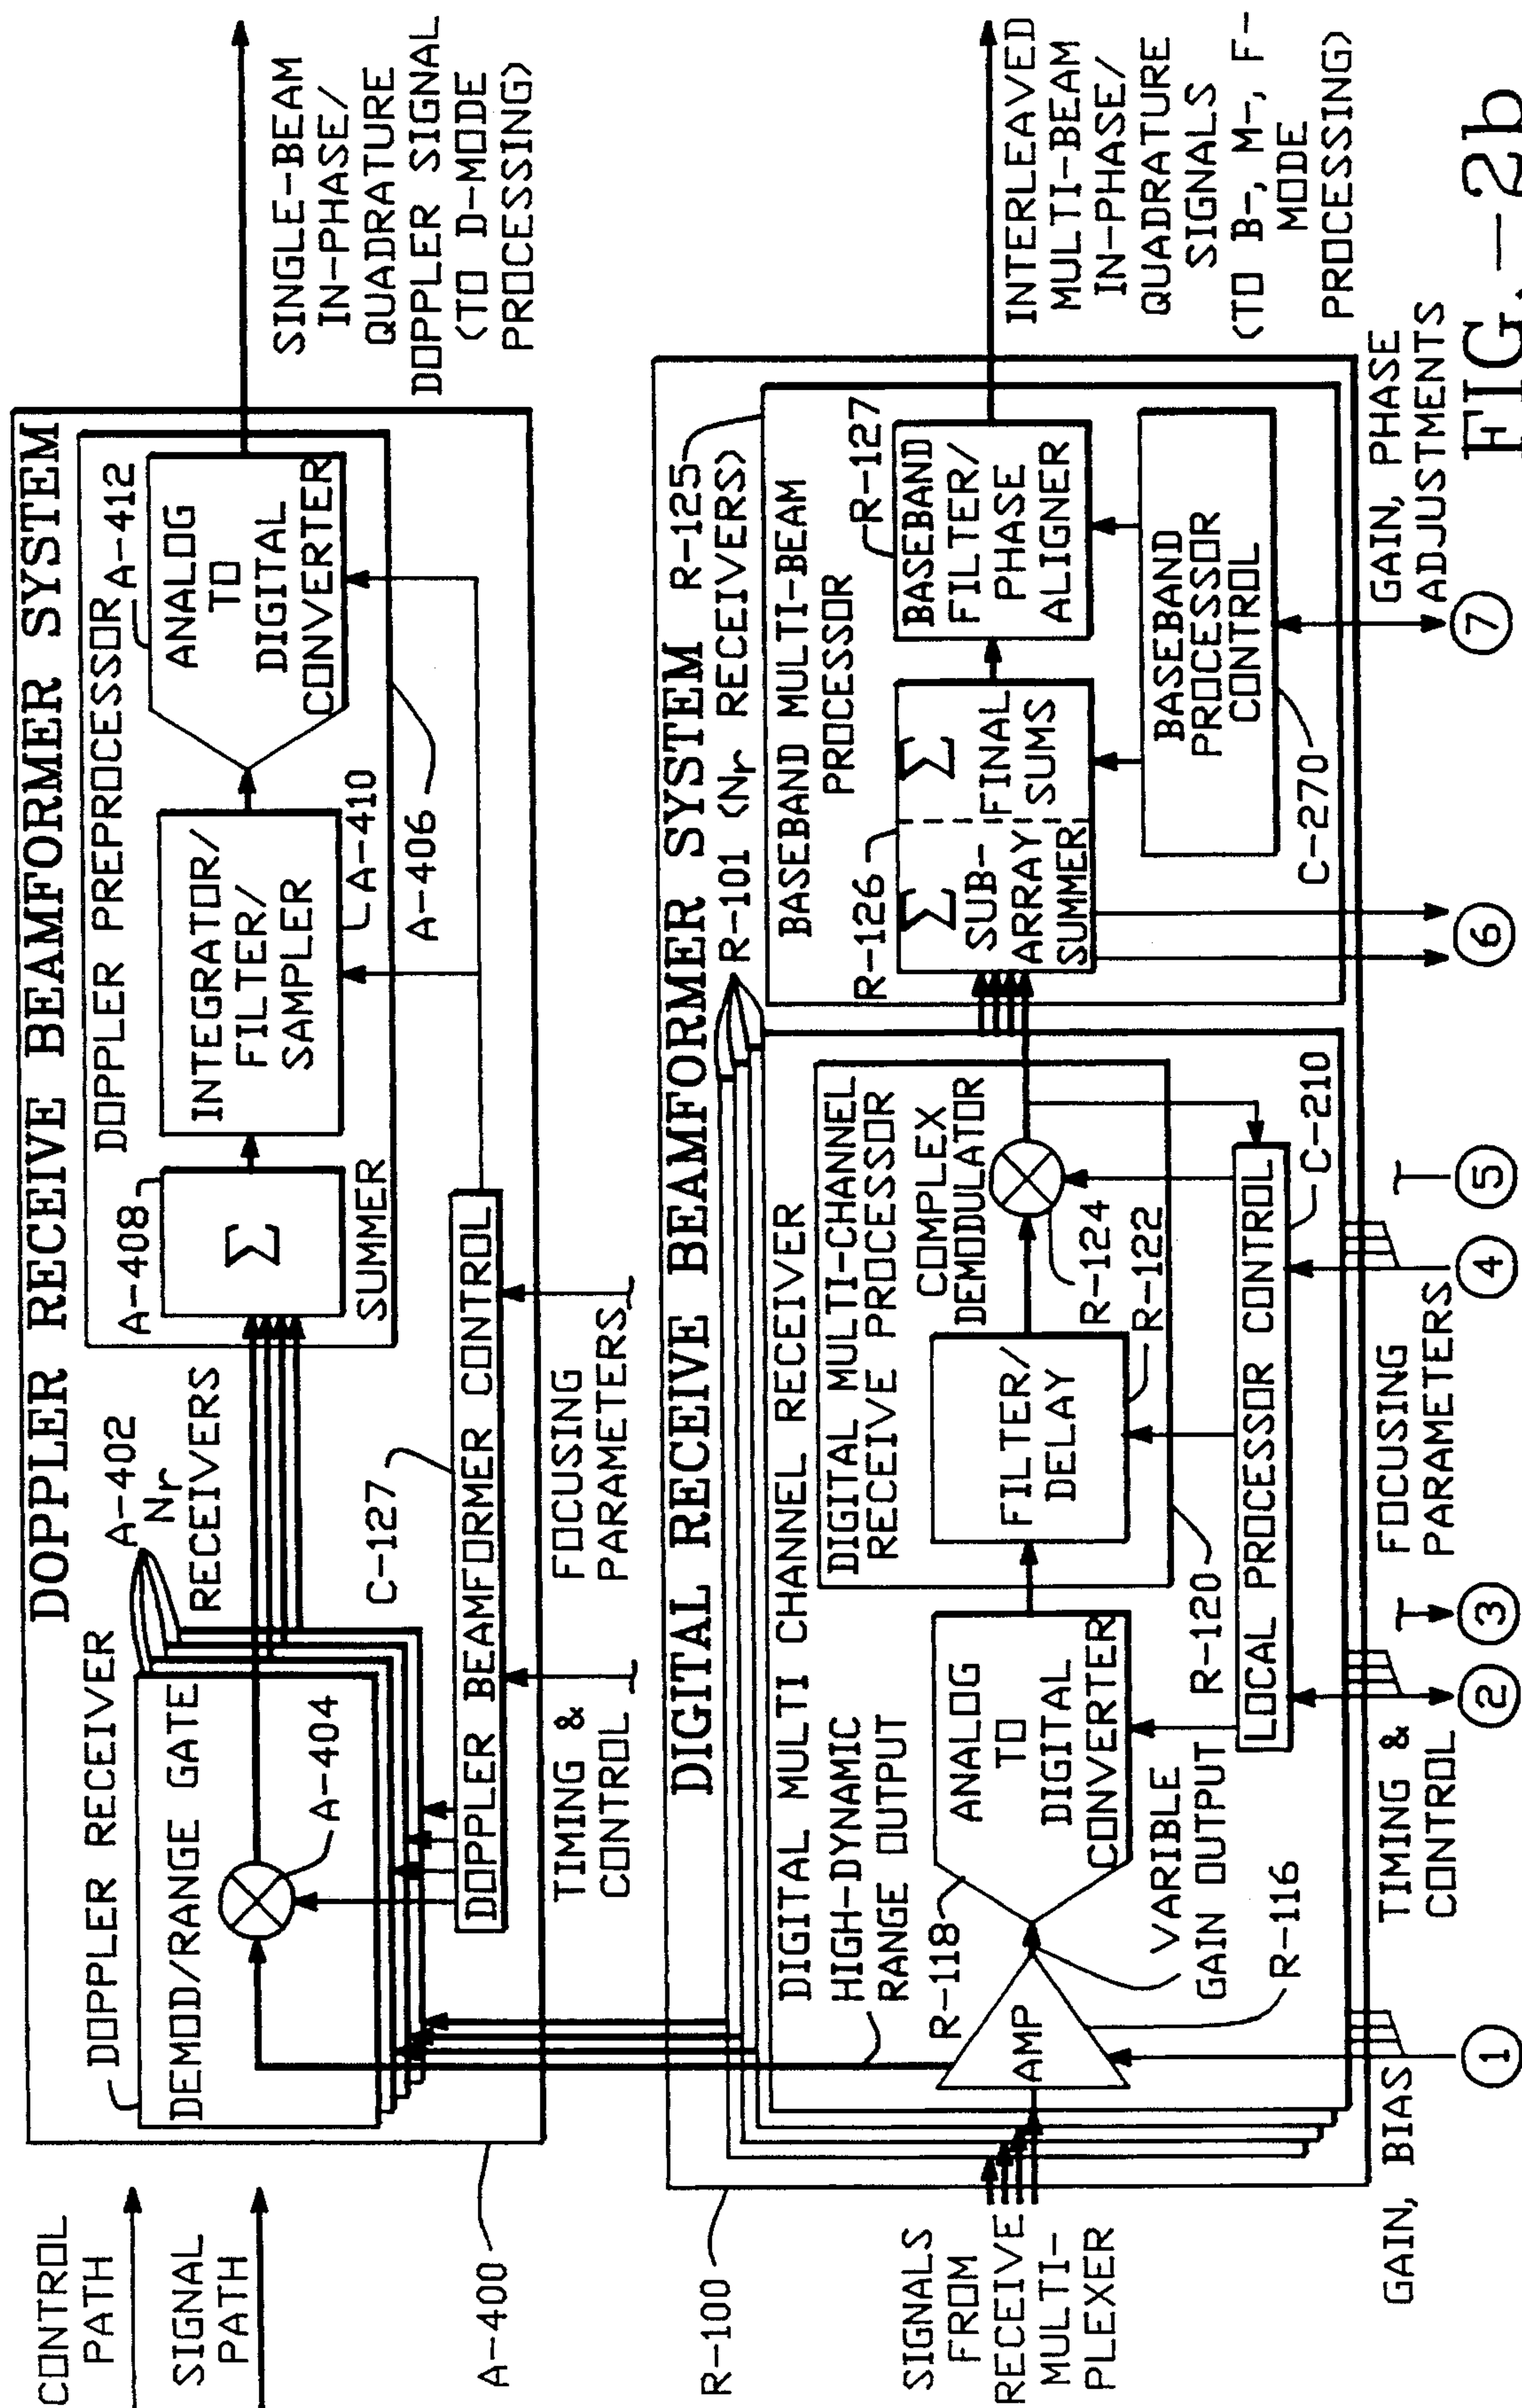 CONTROL
PATH
SIGNAL
PATH
A-400
DOPPLER RECEIVE BEAMFORMER SYSTEM
DOPPLER RECEIVER
A-402
Nr
RECEIVERS
DEMOD/RANGE GATE
A-404
A-408
Σ
SUMMER
DOPPLER PREPROCESSOR
INTEGRATOR/
FILTER/
SAMPLER
A-410
A-406
A-412
ANALOG
TO
DIGITAL
CONVERTER
C-127
DOPPLER BEAMFORMER CONTROL
TIMING &
CONTROL
FOCUSING
PARAMETERS
SINGLE-BEAM
IN-PHASE/
QUADRATURE
DOPPLER SIGNAL
(TO D-MODE
PROCESSING)
R-100
DIGITAL RECEIVE BEAMFORMER SYSTEM
R-101 (Nr RECEIVERS)
R-125
SIGNALS
FROM
RECEIVE
MULTI-
PLEXER
DIGITAL MULTI CHANNEL RECEIVER
HIGH-DYNAMIC
RANGE OUTPUT
R-118
AMP
VARIBLE
GAIN OUTPUT
R-116
ANALOG
TO
DIGITAL
CONVERTER
DIGITAL MULTI-CHANNEL
RECEIVE PROCESSOR
COMPLEX
DEMODULATOR
FILTER/
DELAY
R-124
R-122
R-120
LOCAL PROCESSOR CONTROL
C-210
BASEBAND MULTI-BEAM
PROCESSOR
R-126
Σ
SUB-
ARRAY
SUMMER
Σ
FINAL
SUMS
R-127
BASEBAND
FILTER/
PHASE
ALIGNER
BASEBAND
PROCESSOR
CONTROL
C-270
INTERLEAVED
MULTI-BEAM
IN-PHASE/
QUADRATURE
SIGNALS
(TO B-, M-, F-
MODE
PROCESSING)
GAIN, BIAS
TIMING &
CONTROL
FOCUSING
PARAMETERS
GAIN, PHASE
ADJUSTMENTS
1
2
3
4
5
6
7
FIG.-2b